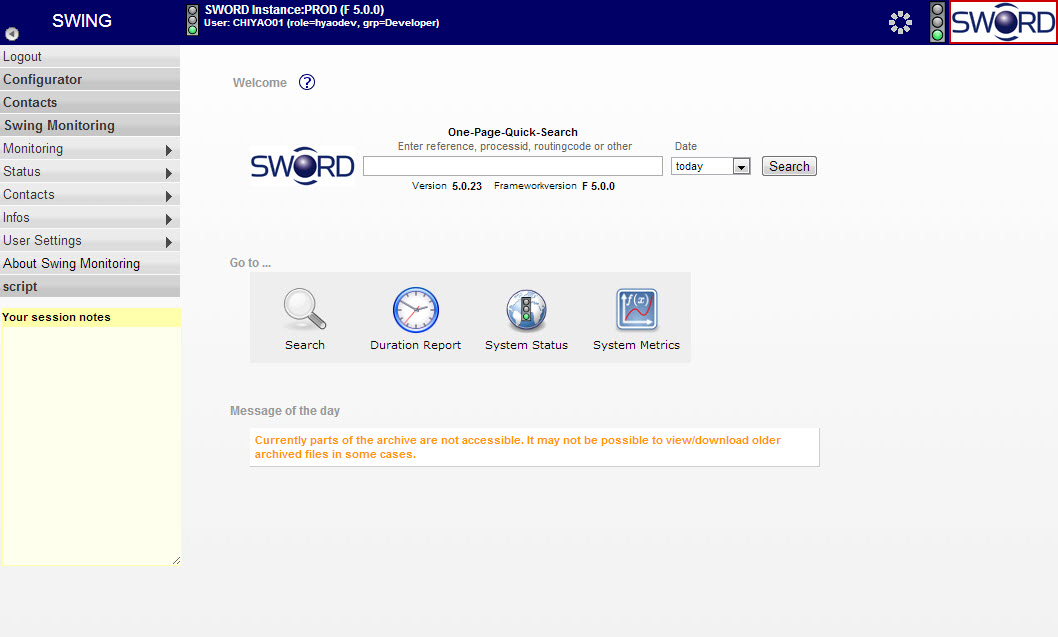 SWING
SWORD Instance:PROD (F 5.0.0)
User: CHIYAO01 (role=hyaodev, grp=Developer)
SWORD
Logout
Configurator
Contacts
Swing Monitoring
Monitoring
Status
Contacts
Infos
User Settings
About Swing Monitoring
script
Your session notes
Welcome ?
One-Page-Quick-Search
Enter reference, processid, routingcode or other
Date
SWORD
today
Search
Version 5.0.23 Frameworkversion F 5.0.0
Go to ...
f(x)
Search
Duration Report
System Status
System Metrics
Message of the day
Currently parts of the archive are not accessible. It may not be possible to view/download older
archived files in some cases.